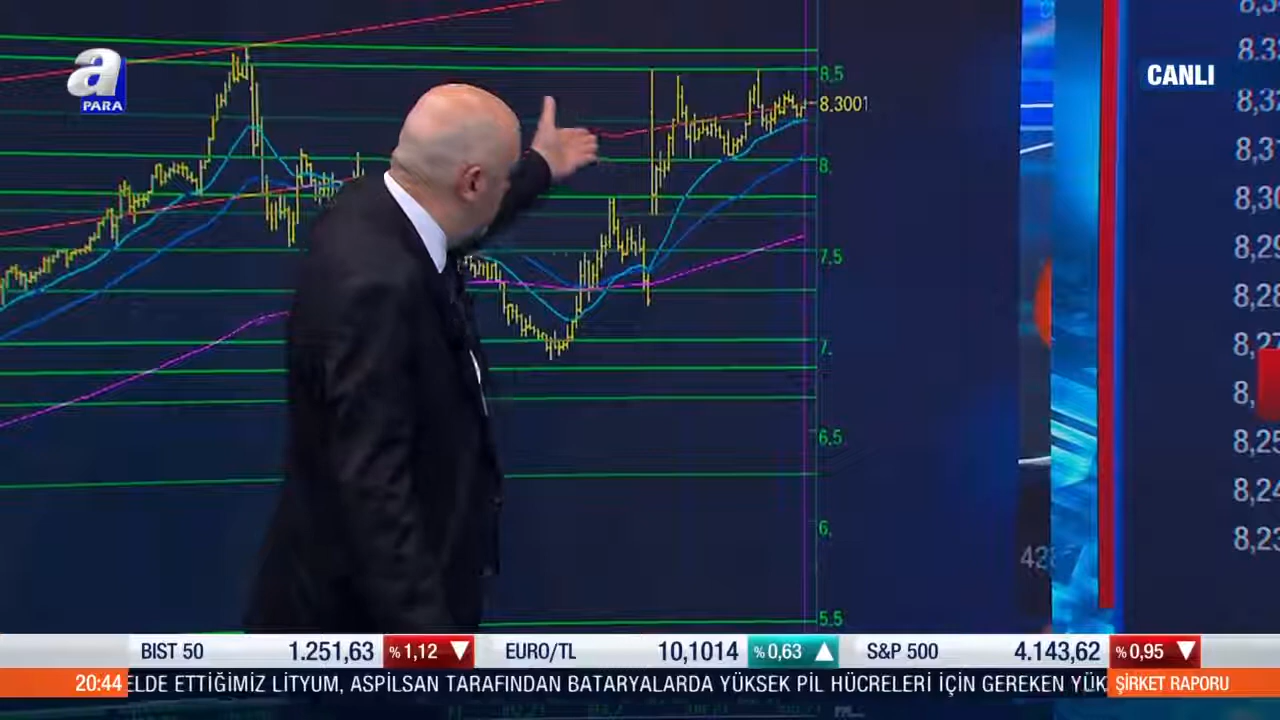 a
PARA
CANLI
8,5
8.3001
8,
7,5
7,
6,5
6,
5,5
8,37
8,30
8,29
8,28
8,27
8,
8,25
8,24
8,23
BIST 50 1.251,63 %1,12
EURO/TL 10,1014 %0,63
S&P 500 4.143,62 %0,95
20:44 ELDE ETTİĞİMİZ LİTYUM, ASPİLSAN TARAFINDAN BATARYALARDA YÜKSEK PİL HÜCRELERİ İÇİN GEREKEN YÜK
ŞİRKET RAPORU